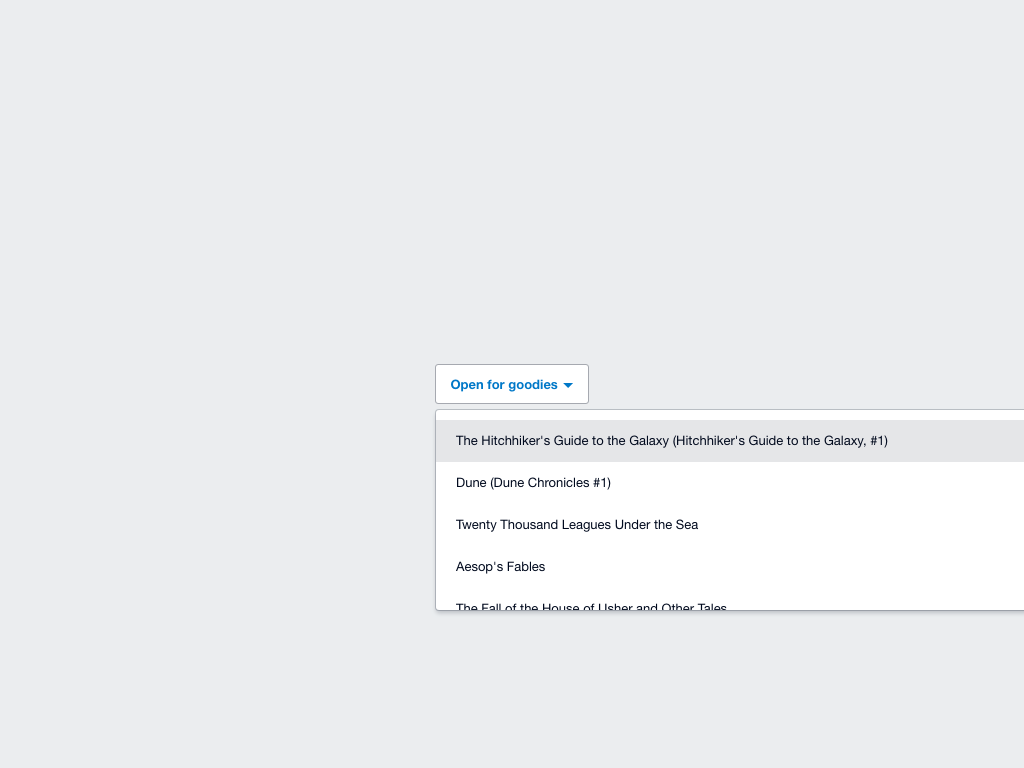 Open for goodies
The Hitchhiker's Guide to the Galaxy (Hitchhiker's Guide to the Galaxy, #1)
Dune (Dune Chronicles #1)
Twenty Thousand Leagues Under the Sea
Aesop's Fables
The Fall of the House of Usher and Other Tales